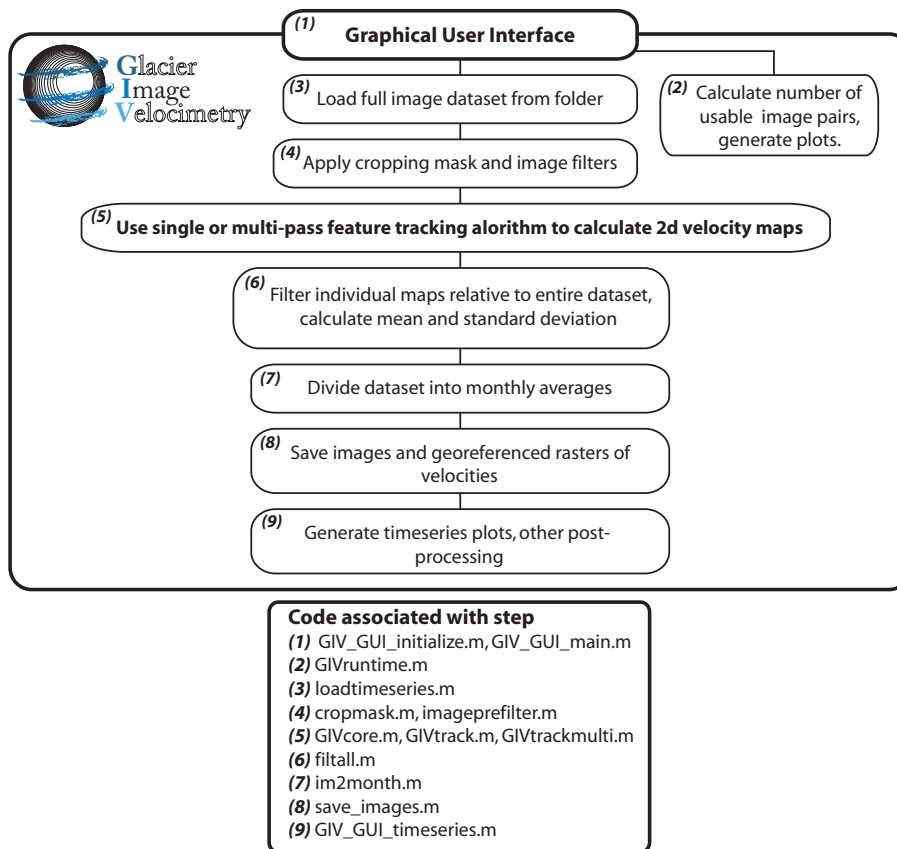 (1) Graphical User Interface
Glacier
Image
Velocimetry
(3) Load full image dataset from folder
(2) Calculate number of
usable image pairs,
generate plots.
(4) Apply cropping mask and image filters
(5) Use single or multi-pass feature tracking alorithm to calculate 2d velocity maps
(6) Filter individual maps relative to entire dataset,
calculate mean and standard deviation
(7) Divide dataset into monthly averages
(8) Save images and georeferenced rasters of
velocities
(9) Generate timeseries plots, other post-
processing
Code associated with step
(1) GIV_GUI_initialize.m, GIV_GUI_main.m
(2) GIVruntime.m
(3) loadtimeseries.m
(4) cropmask.m, imageprefilter.m
(5) GIVcore.m, GIVtrack.m, GIVtrackmulti.m
(6) filtall.m
(7) im2month.m
(8) save_images.m
(9) GIV_GUI_timeseries.m